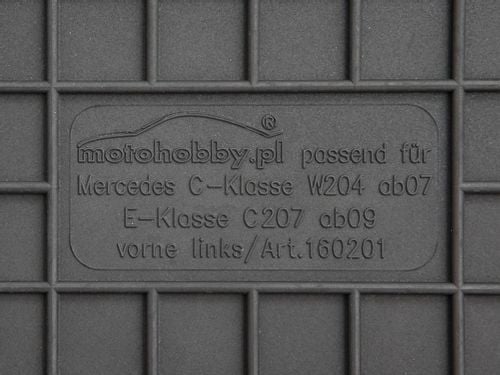 motohobby.pl® passend für
Mercedes C-Klasse W204 ab07
E-Klasse C207 ab09
vorne links/Art.160201